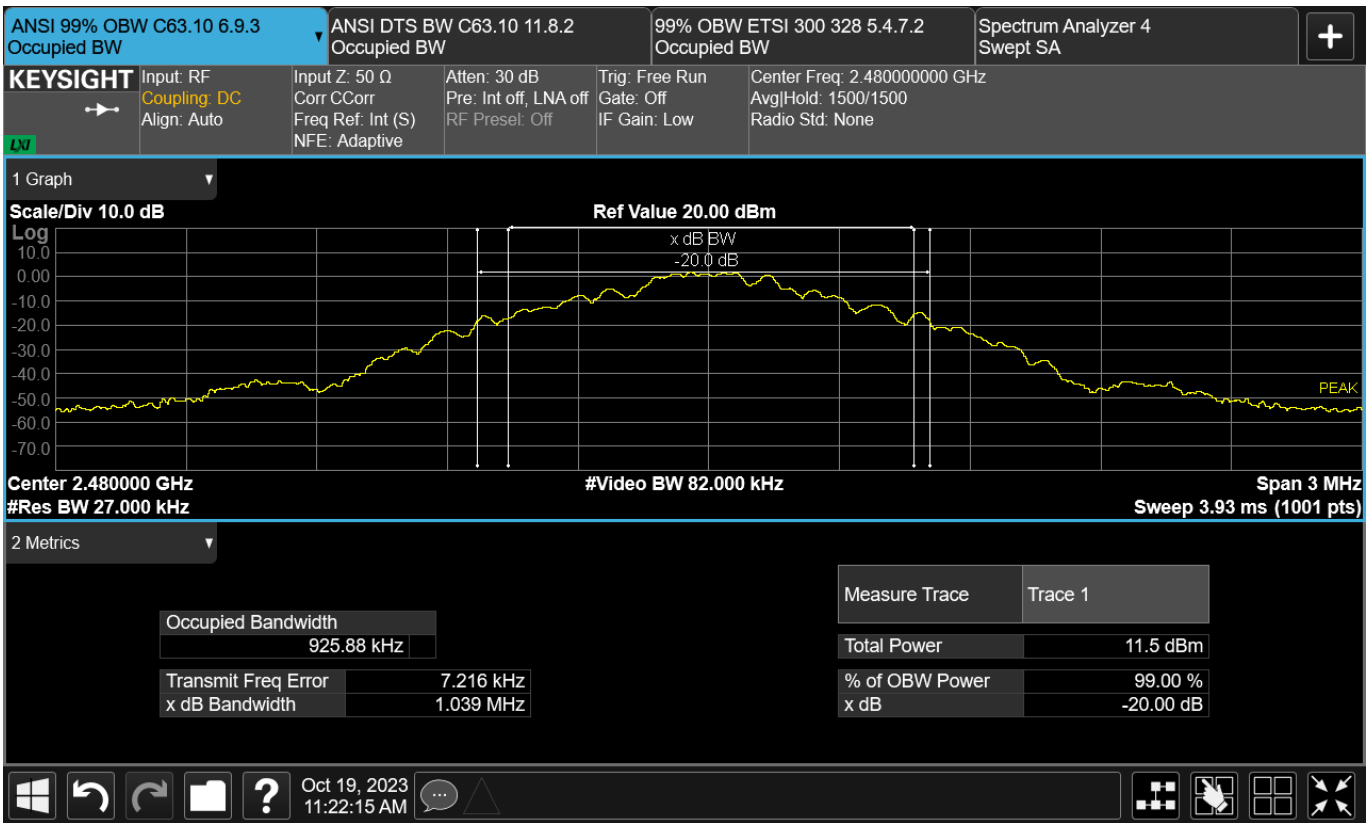 ANSI 99% OBW C63.10 6.9.3
Occupied BW
ANSI DTS BW C63.10 11.8.2
Occupied BW
99% OBW ETSI 300 328 5.4.7.2
Occupied BW
Spectrum Analyzer 4
Swept SA
KEYSIGHT
LXI
Input: RF
Coupling: DC
Align: Auto
Input Z: 50 Ω
Corr CCorr
Freq Ref: Int (S)
NFE: Adaptive
Atten: 30 dB
Pre: Int off, LNA off
RF Presel: Off
Trig: Free Run
Gate: Off
IF Gain: Low
Center Freq: 2.480000000 GHz
Avg|Hold: 1500/1500
Radio Std: None
1 Graph
Scale/Div 10.0 dB
Ref Value 20.00 dBm
Log
10.0
0.00
-10.0
-20.0
-30.0
-40.0
-50.0
-60.0
-70.0
x dB BW
-20.0 dB
PEAK
Center 2.480000 GHz
#Video BW 82.000 kHz
Span 3 MHz
#Res BW 27.000 kHz
Sweep 3.93 ms (1001 pts)
2 Metrics
Occupied Bandwidth
925.88 kHz
Transmit Freq Error 7.216 kHz
x dB Bandwidth 1.039 MHz
Measure Trace Trace 1
Total Power 11.5 dBm
% of OBW Power 99.00 %
x dB -20.00 dB
Oct 19, 2023
11:22:15 AM